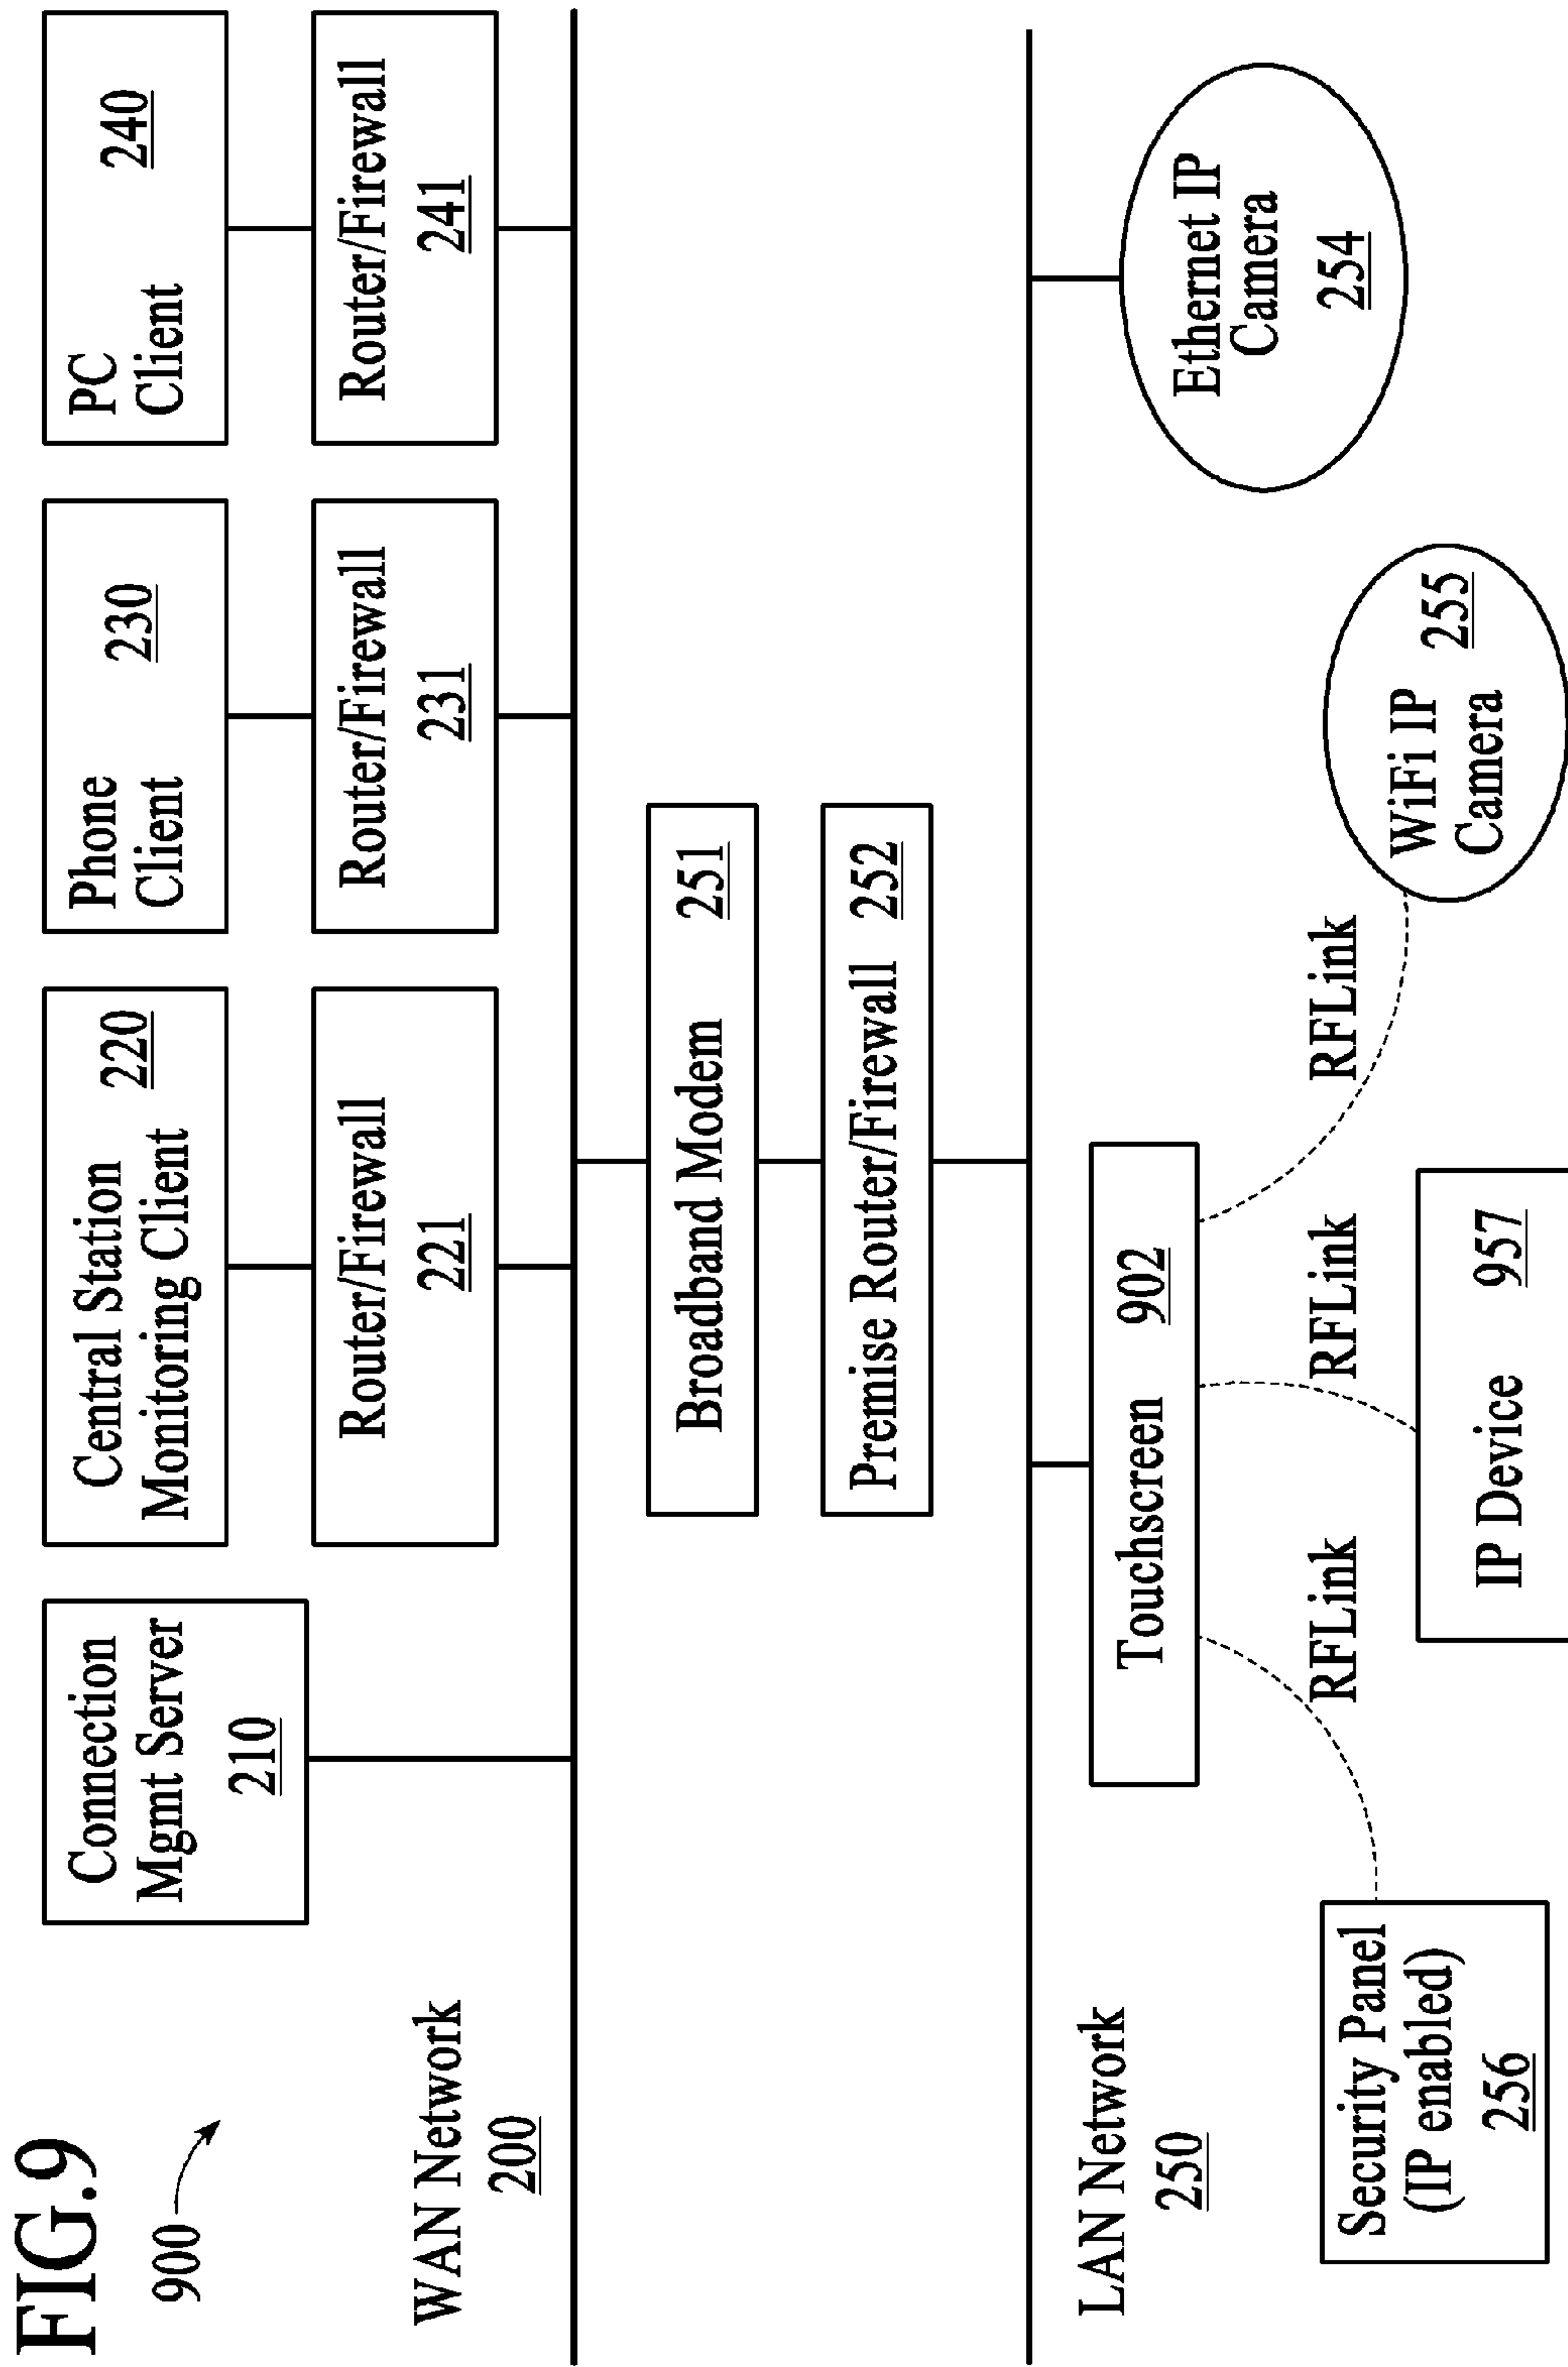 FIG.9
900
Connection
Mgmt Server
210
Central Station
Monitoring Client
220
Phone
Client
230
PC
Client
240
Router/Firewall
221
Router/Firewall
231
Router/Firewall
241
WAN Network
200
Broadband Modem 251
Premise Router/Firewall 252
LAN Network
250
Touchscreen 902
Ethernet IP
Camera
254
RFLink
RFLink
RFLink
Security Panel
(IP enabled)
256
IP Device 957
WiFi IP
Camera
255